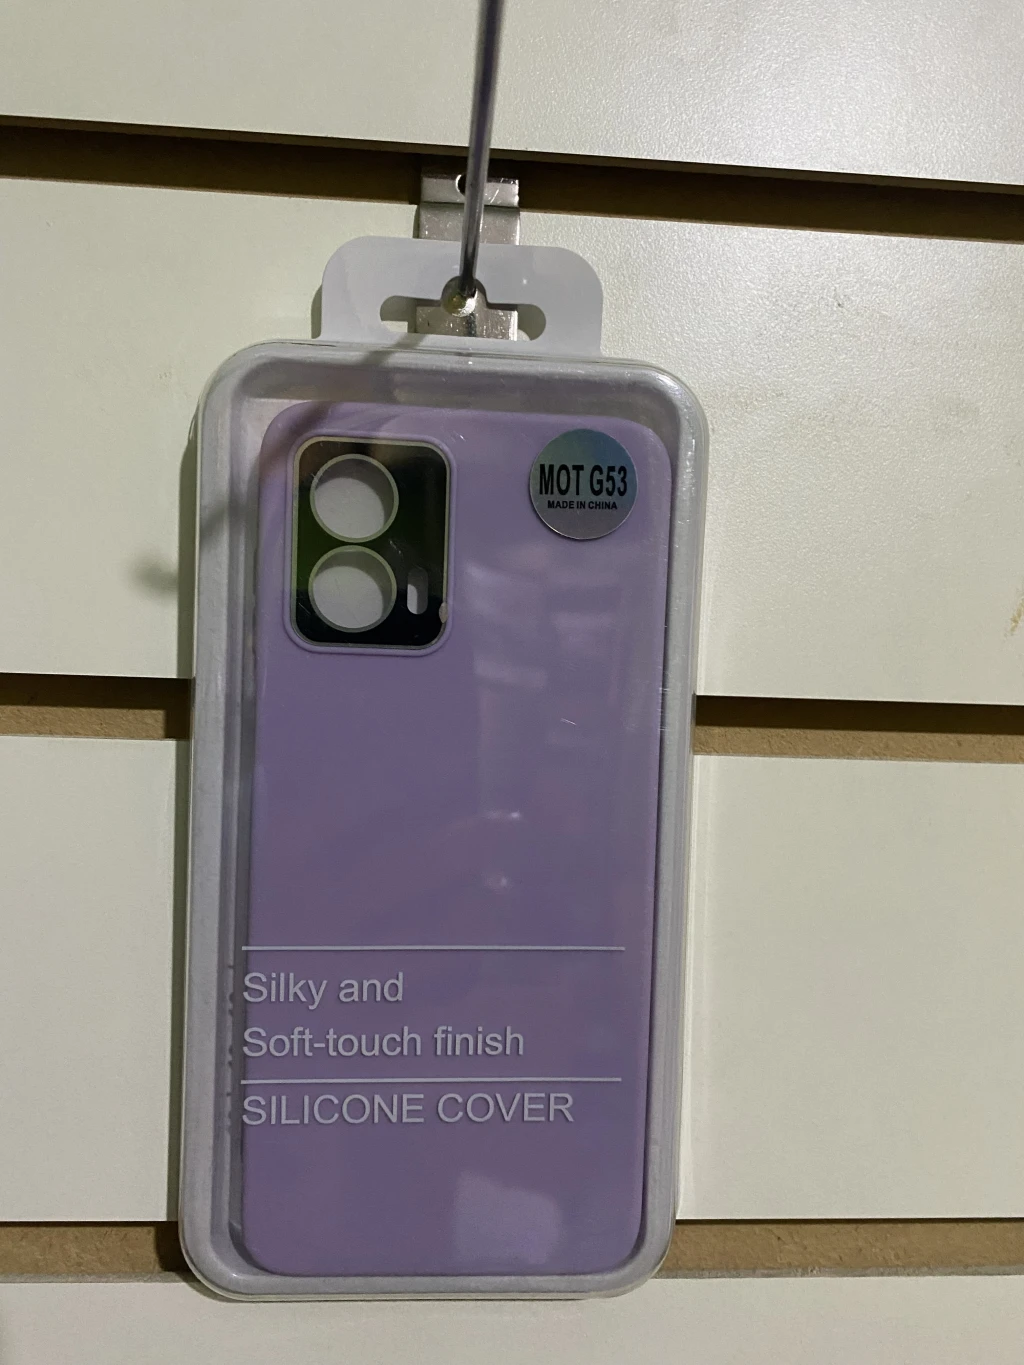 MOT G53
MADE IN CHINA
Silky and
Soft-touch finish
SILICONE COVER